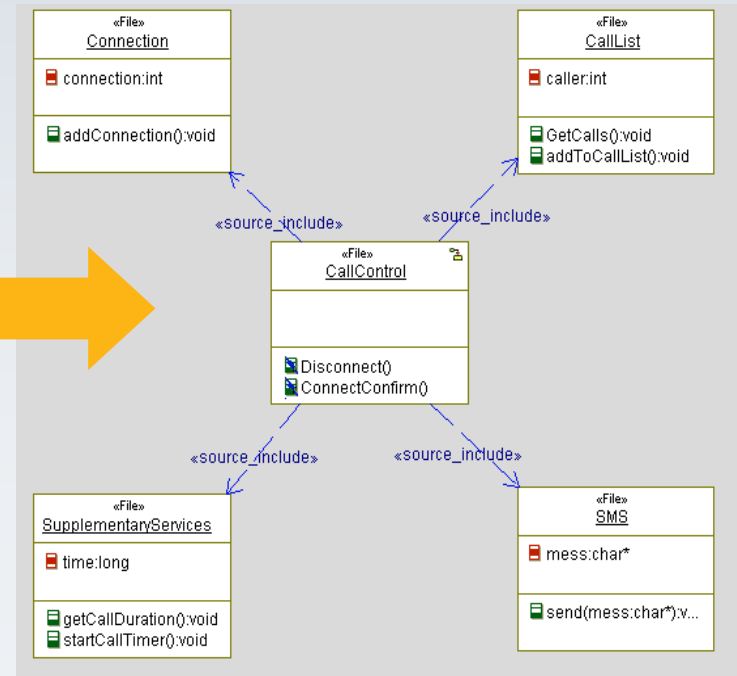 «File»
Connection
connection:int
addConnection():void
«File»
CallList
caller:int
GetCalls():void
addToCallList():void
«source_include»
«source_include»
«File»
CallControl
Disconnect()
ConnectConfirm()
«source_include»
«source_include»
«File»
SupplementaryServices
time:long
getCallDuration():void
startCallTimer():void
«File»
SMS
mess:char*
send(mess:char*):v...